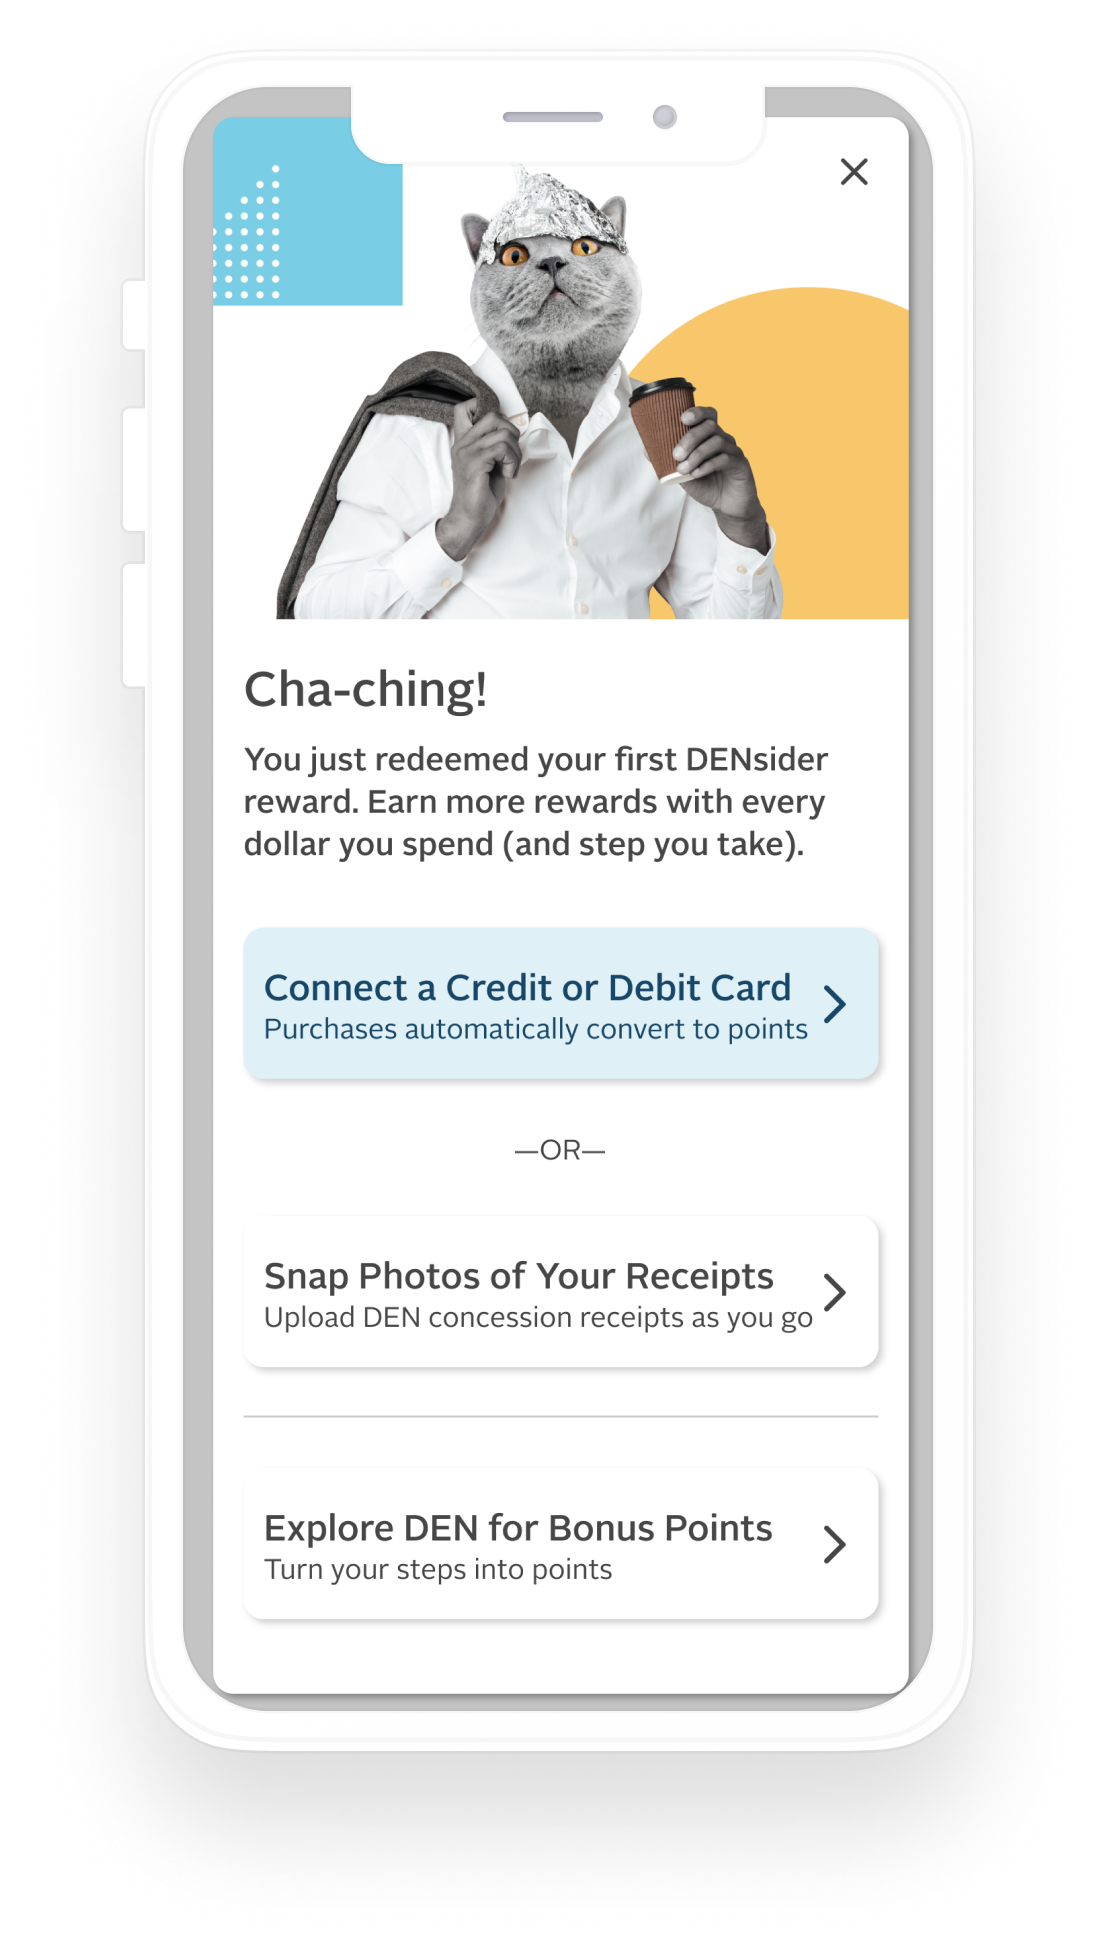 Cha-ching!
You just redeemed your first DENsider
reward. Earn more rewards with every
dollar you spend (and step you take).
Connect a Credit or Debit Card
Purchases automatically convert to points
—OR—
Snap Photos of Your Receipts
Upload DEN concession receipts as you go
Explore DEN for Bonus Points
Turn your steps into points